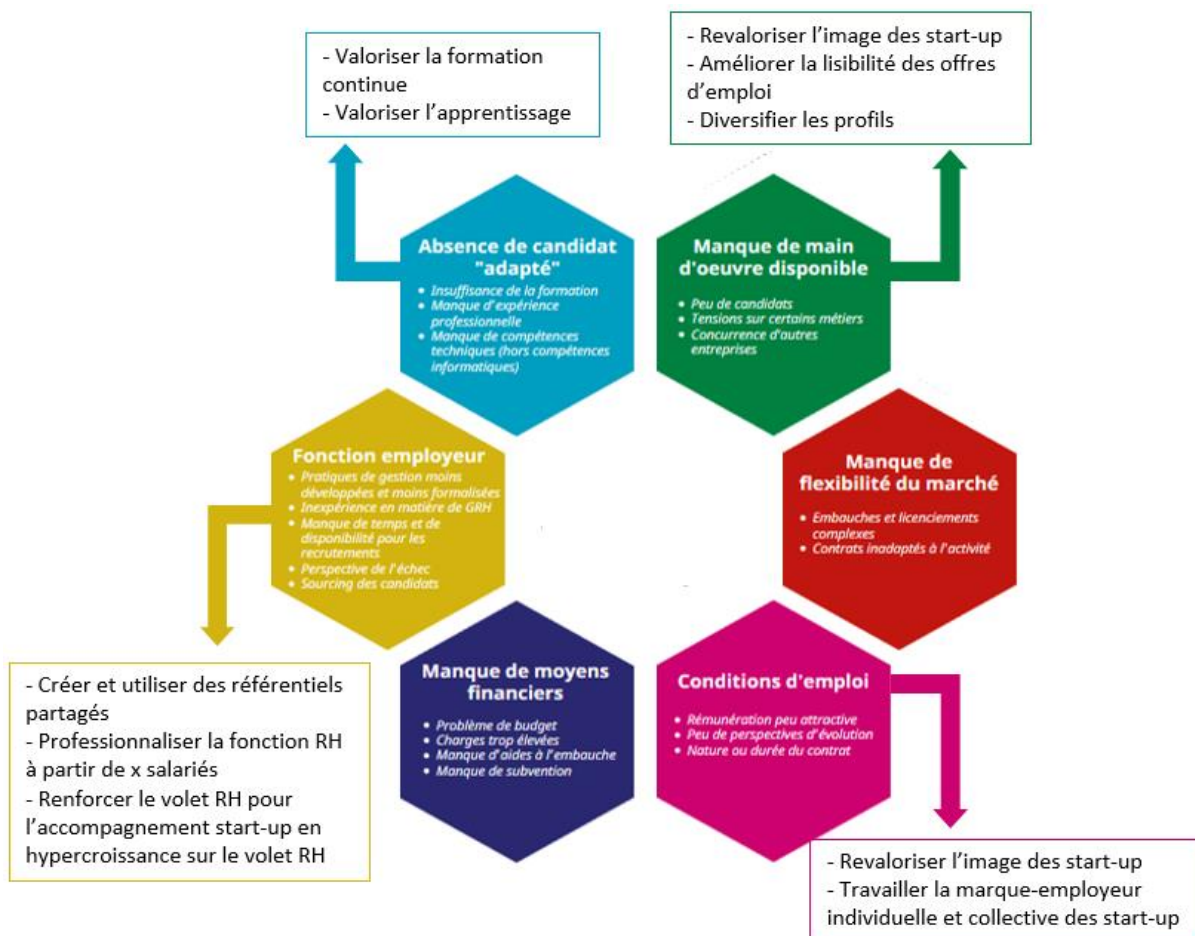 - Valoriser la formation
continue
- Valoriser l'apprentissage
- Revaloriser l'image des start-up
- Améliorer la lisibilité des offres
d'emploi
- Diversifier les profils
Absence de candidat
"adapté"
• Insuffisance de la formation
• Manque d'expérience
professionnelle
• Manque de compétences
techniques (hors compétences
informatiques)
Manque de main
d'oeuvre disponible
• Peu de candidats
• Tensions sur certains métiers
• Concurrence d'autres
entreprises
Fonction employeur
• Pratiques de gestion moins
développées et moins formalisées
• Inexpérience en matière de GRH
• Manque de temps et de
disponibilité pour les
recrutements
• Perspective de l'échec
• Sourcing des candidats
Manque de
flexibilité du marché
• Embauches et licenciements
complexes
• Contrats inadaptés à l'activité
Manque de moyens
financiers
• Problème de budget
• Charges trop élevées
• Manque d'aides à l'embauche
• Manque de subvention
Conditions d'emploi
• Rémunération peu attractive
• Peu de perspectives d'évolution
• Nature ou durée du contrat
- Créer et utiliser des référentiels
partagés
- Professionnaliser la fonction RH
à partir de x salariés
- Renforcer le volet RH pour
l'accompagnement start-up en
hypercroissance sur le volet RH
- Revaloriser l'image des start-up
- Travailler la marque-employeur
individuelle et collective des start-up